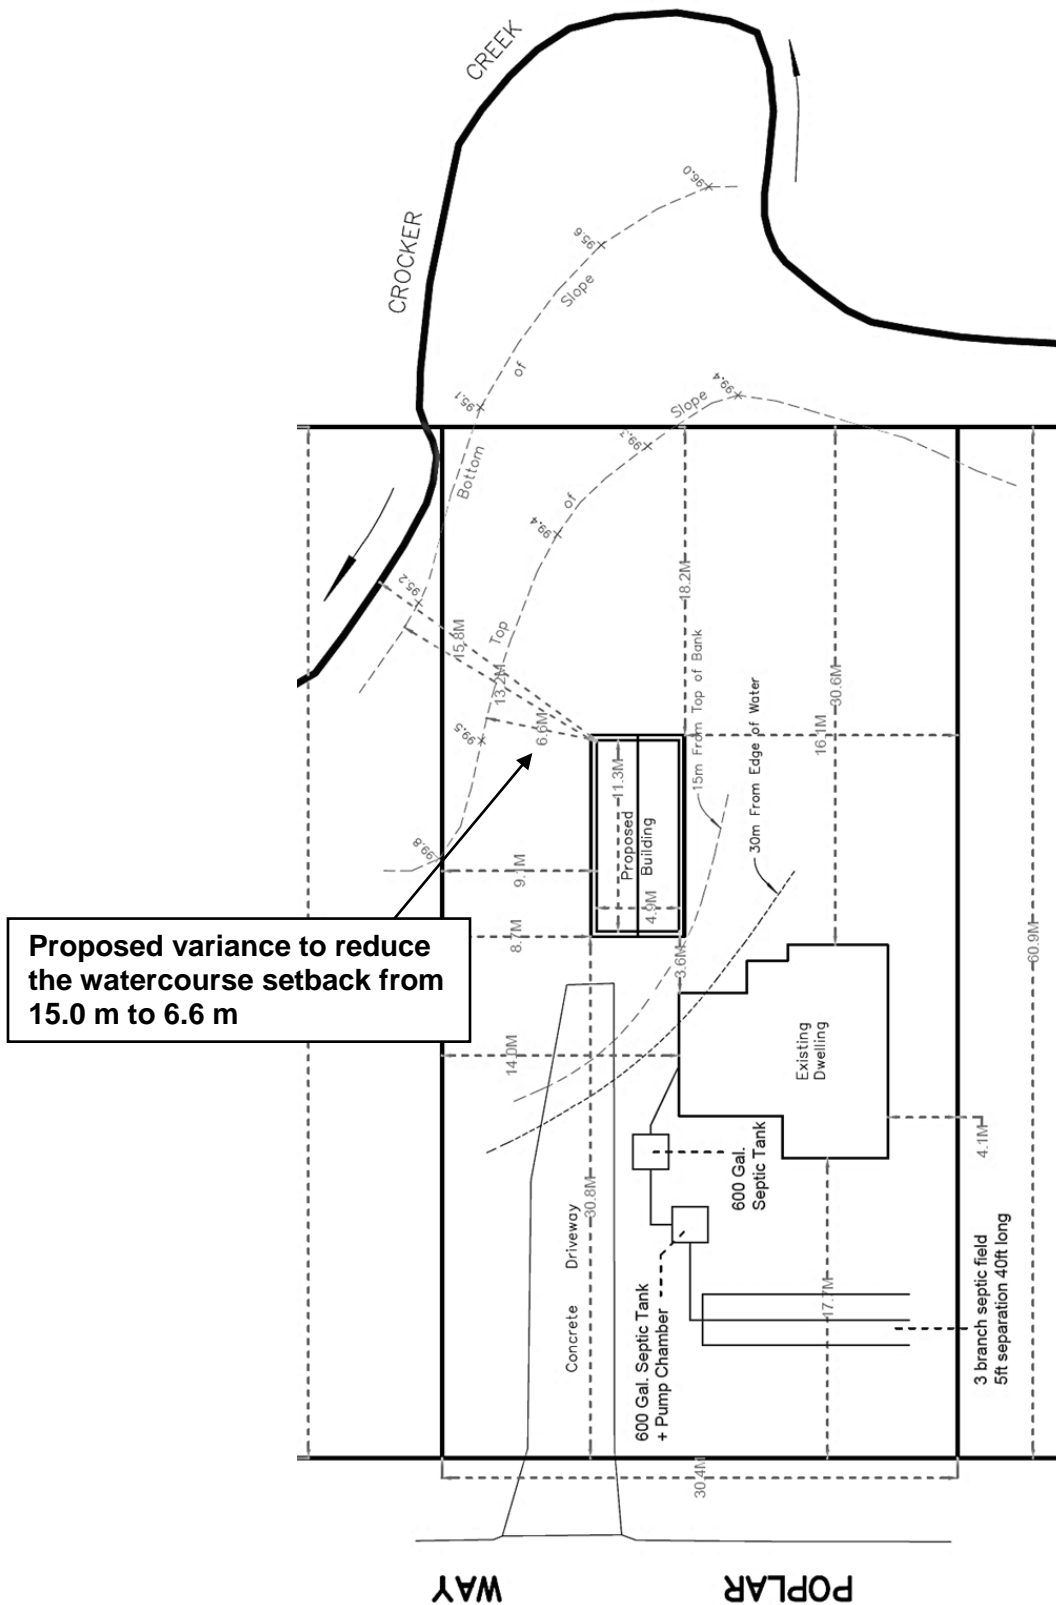 CREEK
CROCKER
96.0
95.6
Slope
of
95.1
Bottom
99.4
Slope
99.3
of
99.4
95.2
Top
15.8M
13.2M
6.6M
99.5
99.8
18.2M
30.6M
15m From Top of Bank
30m From Edge of Water
16.1M
11.3M
Proposed
Building
4.9M
9.1M
8.7M
3.6M
60.9M
Proposed variance to reduce
the watercourse setback from
15.0 m to 6.6 m
14.0M
Existing
Dwelling
4.1M
600 Gal.
Septic Tank
30.8M
Concrete Driveway
600 Gal. Septic Tank
+ Pump Chamber
17.7M
3 branch septic field
5ft separation 40ft long
30.4M
POPLAR WAY